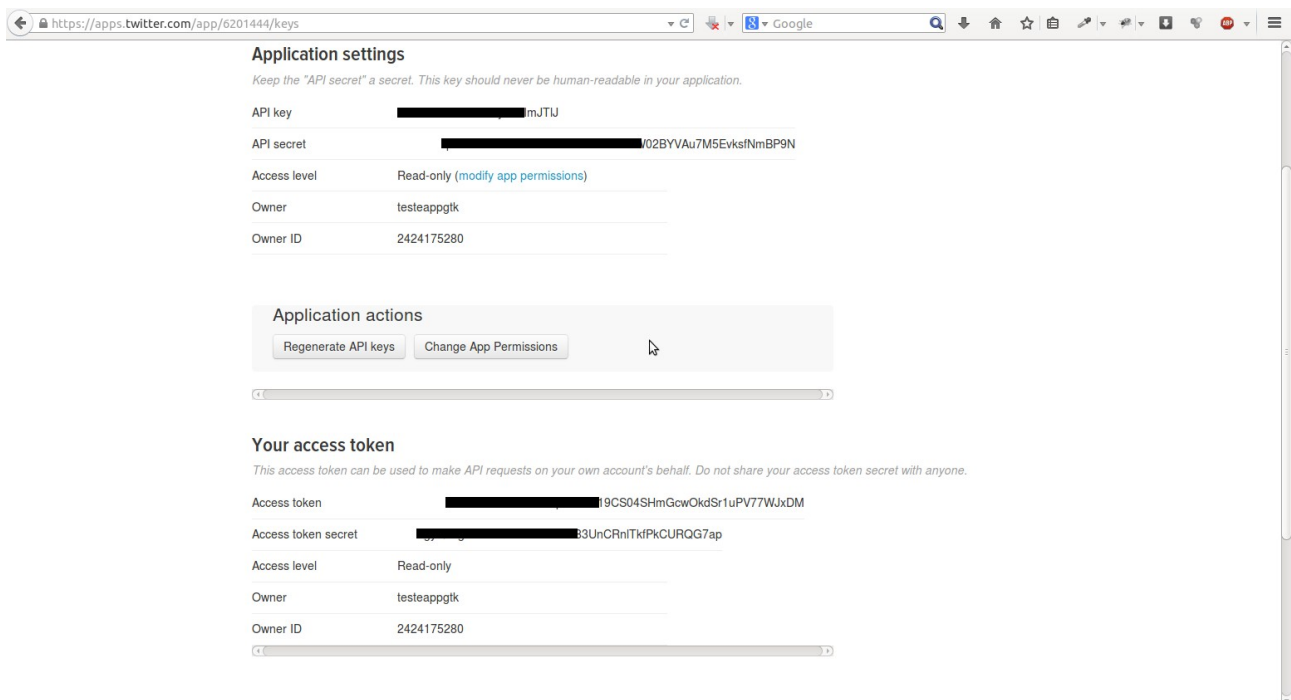 https://apps.twitter.com/app/6201444/keys
Google
Application settings
Keep the "API secret" a secret. This key should never be human-readable in your application.
API key lmJTlJ
API secret 02BYVAu7M5EvksfNmBP9N
Access level Read-only (modify app permissions)
Owner testeappgtk
Owner ID 2424175280
Application actions
Regenerate API keys Change App Permissions
Your access token
This access token can be used to make API requests on your own account's behalf. Do not share your access token secret with anyone.
Access token 19CS04SHmGcwOkdSr1uPV77WJxDM
Access token secret 3UnCRnlTkfPkCURQG7ap
Access level Read-only
Owner testeappgtk
Owner ID 2424175280